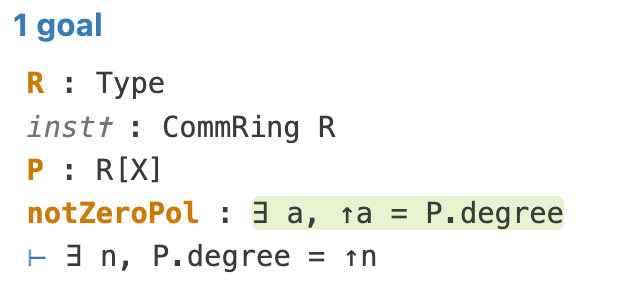 1 goal
R : Type
inst† : CommRing R
P : R[X]
notZeroPol : ∃ a, ↑a = P.degree
⊢ ∃ n, P.degree = ↑n